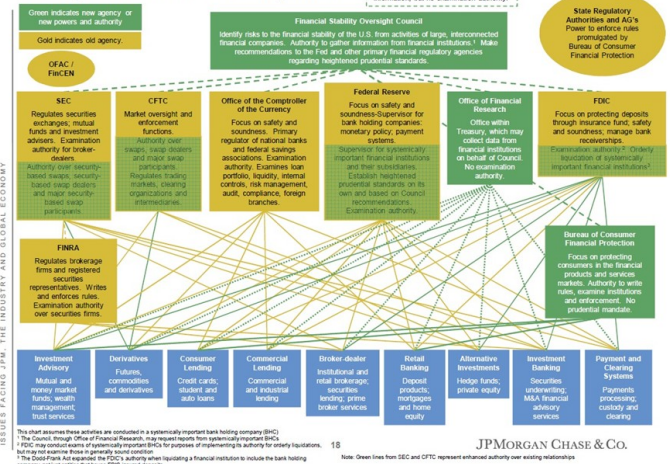 Green indicates new agency or
new powers and authority
Gold indicates old agency.
OFAC /
FinCEN
Financial Stability Oversight Council
Identify risks to the financial stability of the U.S. from activities of large, interconnected
financial companies. Authority to gather information from financial institutions.¹ Make
recommendations to the Fed and other primary financial regulatory agencies
regarding heightened prudential standards.
State Regulatory
Authorities and AG's
Power to enforce rules
promulgated by
Bureau of Consumer
Financial Protection
SEC
Regulates securities
exchanges; mutual
funds and investment
advisers. Examination
authority for broker-
dealers
Authority over security-
based swaps, security-
based swap dealers
and major security-
based swap
participants
CFTC
Market oversight and
enforcement
functions.
Authority over
swaps, swap dealers
and major swap
participants.
Regulates trading
markets, clearing
organizations and
intermediaries.
Office of the Comptroller
of the Currency
Focus on safety and
soundness. Primary
regulator of national banks
and federal savings
associations. Examination
authority. Examines loan
portfolio, liquidity, internal
controls, risk management,
audit, compliance, foreign
branches.
Federal Reserve
Focus on safety and
soundness-Supervisor for
bank holding companies;
monetary policy; payment
systems.
Supervisor for systemically
important financial institutions
and their subsidiaries.
Establish heightened
prudential standards on its
own and based on Council
recommendations.
Examination authority.
Office of Financial
Research
Office within
Treasury, which may
collect data from
financial institutions
on behalf of Council.
No examination
authority.
FDIC
Focus on protecting deposits
through insurance fund; safety
and soundness; manage bank
receiverships.
Examination authority.² Orderly
liquidation of systemically
important financial institutions³
FINRA
Regulates brokerage
firms and registered
securities
representatives. Writes
and enforces rules.
Examination authority
over securities firms.
Bureau of Consumer
Financial Protection
Focus on protecting
consumers in the financial
products and services
markets. Authority to write
rules, examine institutions
and enforcement. No
prudential mandate.
Investment
Advisory
Mutual and
money market
funds; wealth
management;
trust services
Derivatives
Futures,
commodities
and derivatives
Consumer
Lending
Credit cards;
student and
auto loans
Commercial
Lending
Commercial
and industrial
lending
Broker-dealer
Institutional and
retail brokerage;
securities
lending; prime
broker services
Retail
Banking
Deposit
products;
mortgages
and home
equity
Alternative
Investments
Hedge funds;
private equity
Investment
Banking
Securities
underwriting;
M&A financial
advisory
services
Payment and
Clearing
Systems
Payments
processing;
custody and
clearing
ISSUES FACING JPM, THE INDUSTRY AND GLOBAL ECONOMY
This chart assumes these activities are conducted in a systemically important bank holding company (BHC)
¹ The Council, through Office of Financial Research, may request reports from systemically important BHCs
² FDIC may conduct exams of systemically important BHCs for purposes of implementing its authority for orderly liquidations,
but may not examine those in generally sound condition
³ The Dodd-Frank Act expanded the FDIC's authority when liquidating a financial institution to include the bank holding
18
JPMORGAN CHASE & CO.
Note: Green lines from SEC and CFTC represent enhanced authority over existing relationships